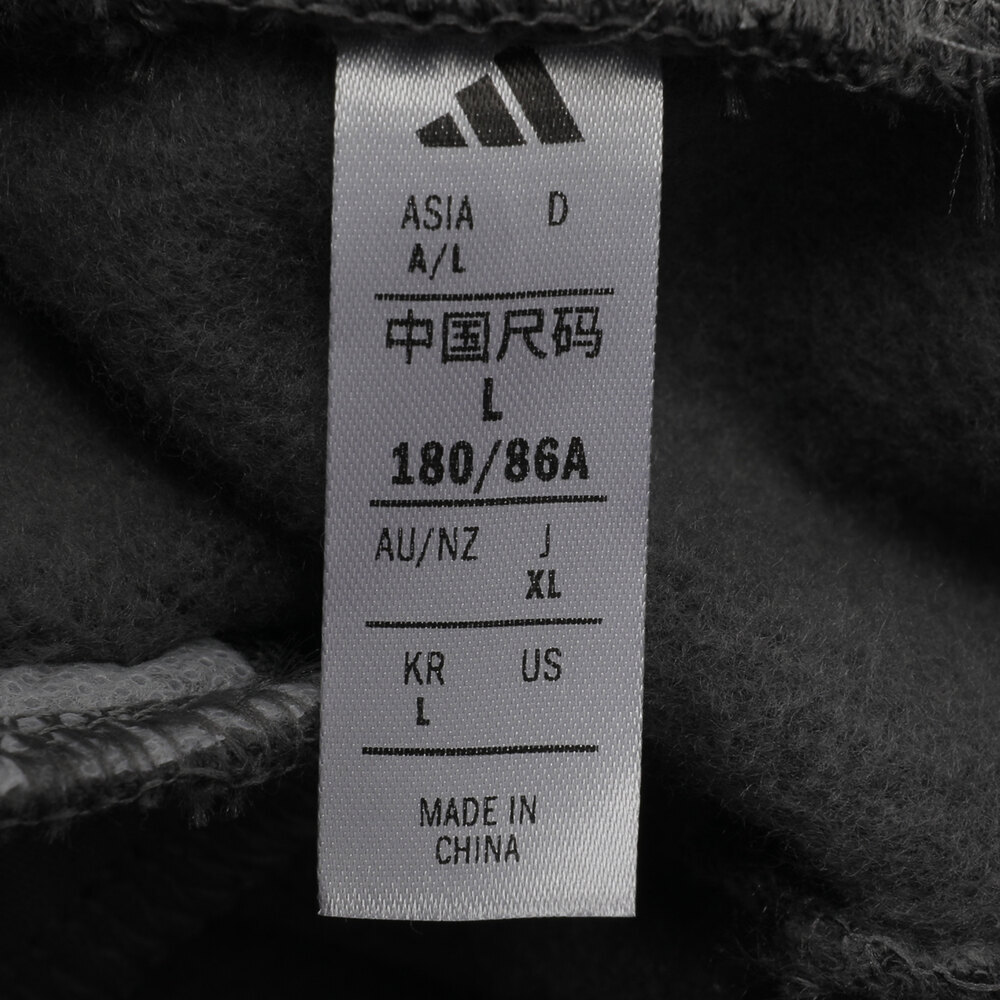 ASIA D
A/L
中国尺码
L
180/86A
AU/NZ J
XL
KR US
L
MADE IN
CHINA